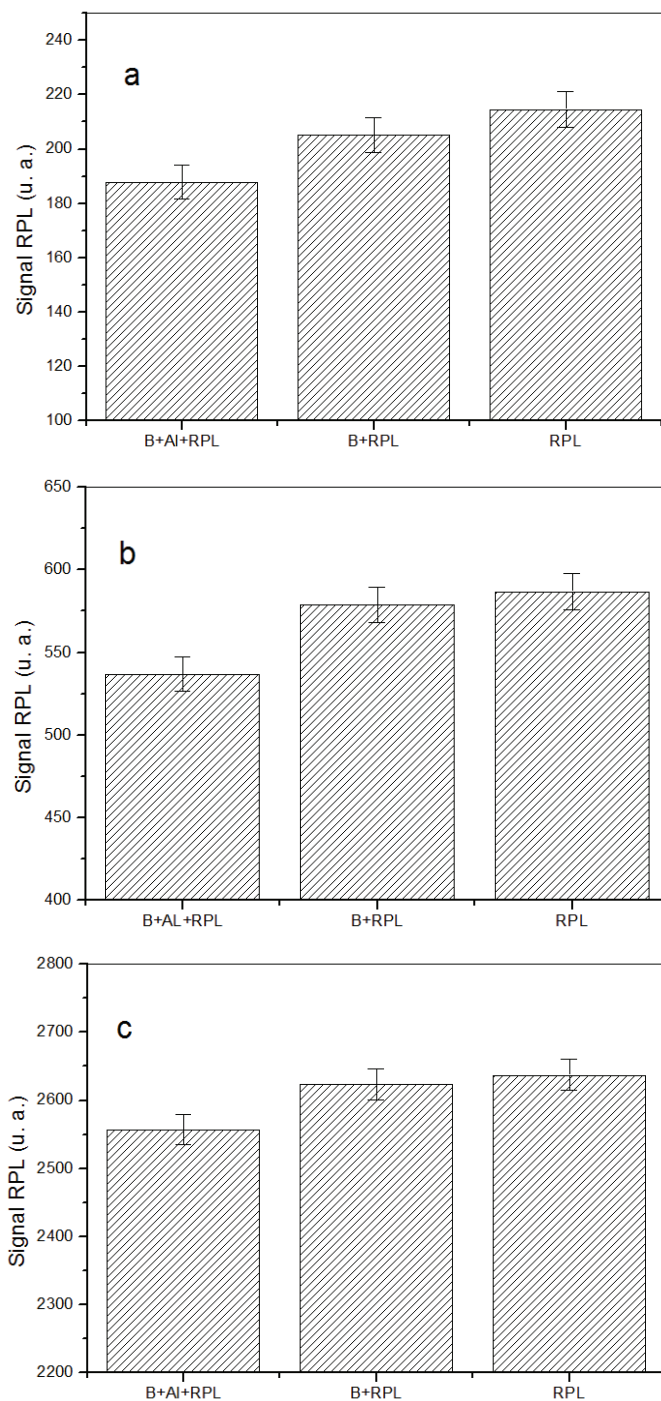 240
220
200
180
160
140
120
100
Signal RPL (u. a.)
a
B+Al+RPL B+RPL RPL
650
600
550
500
450
400
Signal RPL (u. a.)
b
B+AL+RPL B+RPL RPL
2800
2700
2600
2500
2400
2300
2200
Signal RPL (u. a.)
c
B+Al+RPL B+RPL RPL